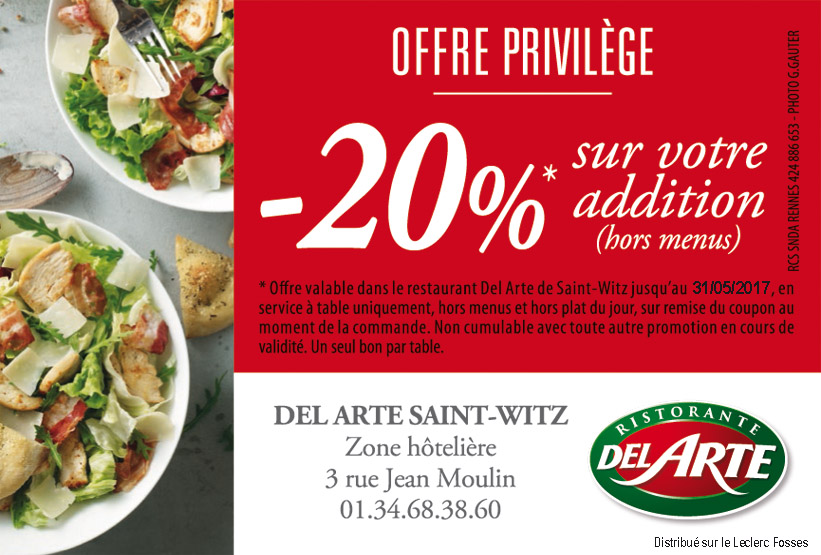 OFFRE PRIVILÈGE
-20%*
sur votre
addition
(hors menus)
* Offre valable dans le restaurant Del Arte de Saint-Witz jusqu'au 31/05/2017, en
service à table uniquement, hors menus et hors plat du jour, sur remise du coupon au
moment de la commande. Non cumulable avec toute autre promotion en cours de
validité. Un seul bon par table.
RCS SNDA RENNES 424 886 653 - PHOTO G.GAUTER
DEL ARTE SAINT-WITZ
Zone hôtelière
3 rue Jean Moulin
01.34.68.38.60
RISTORANTE
DEL ARTE
Distribué sur le Leclerc Fosses